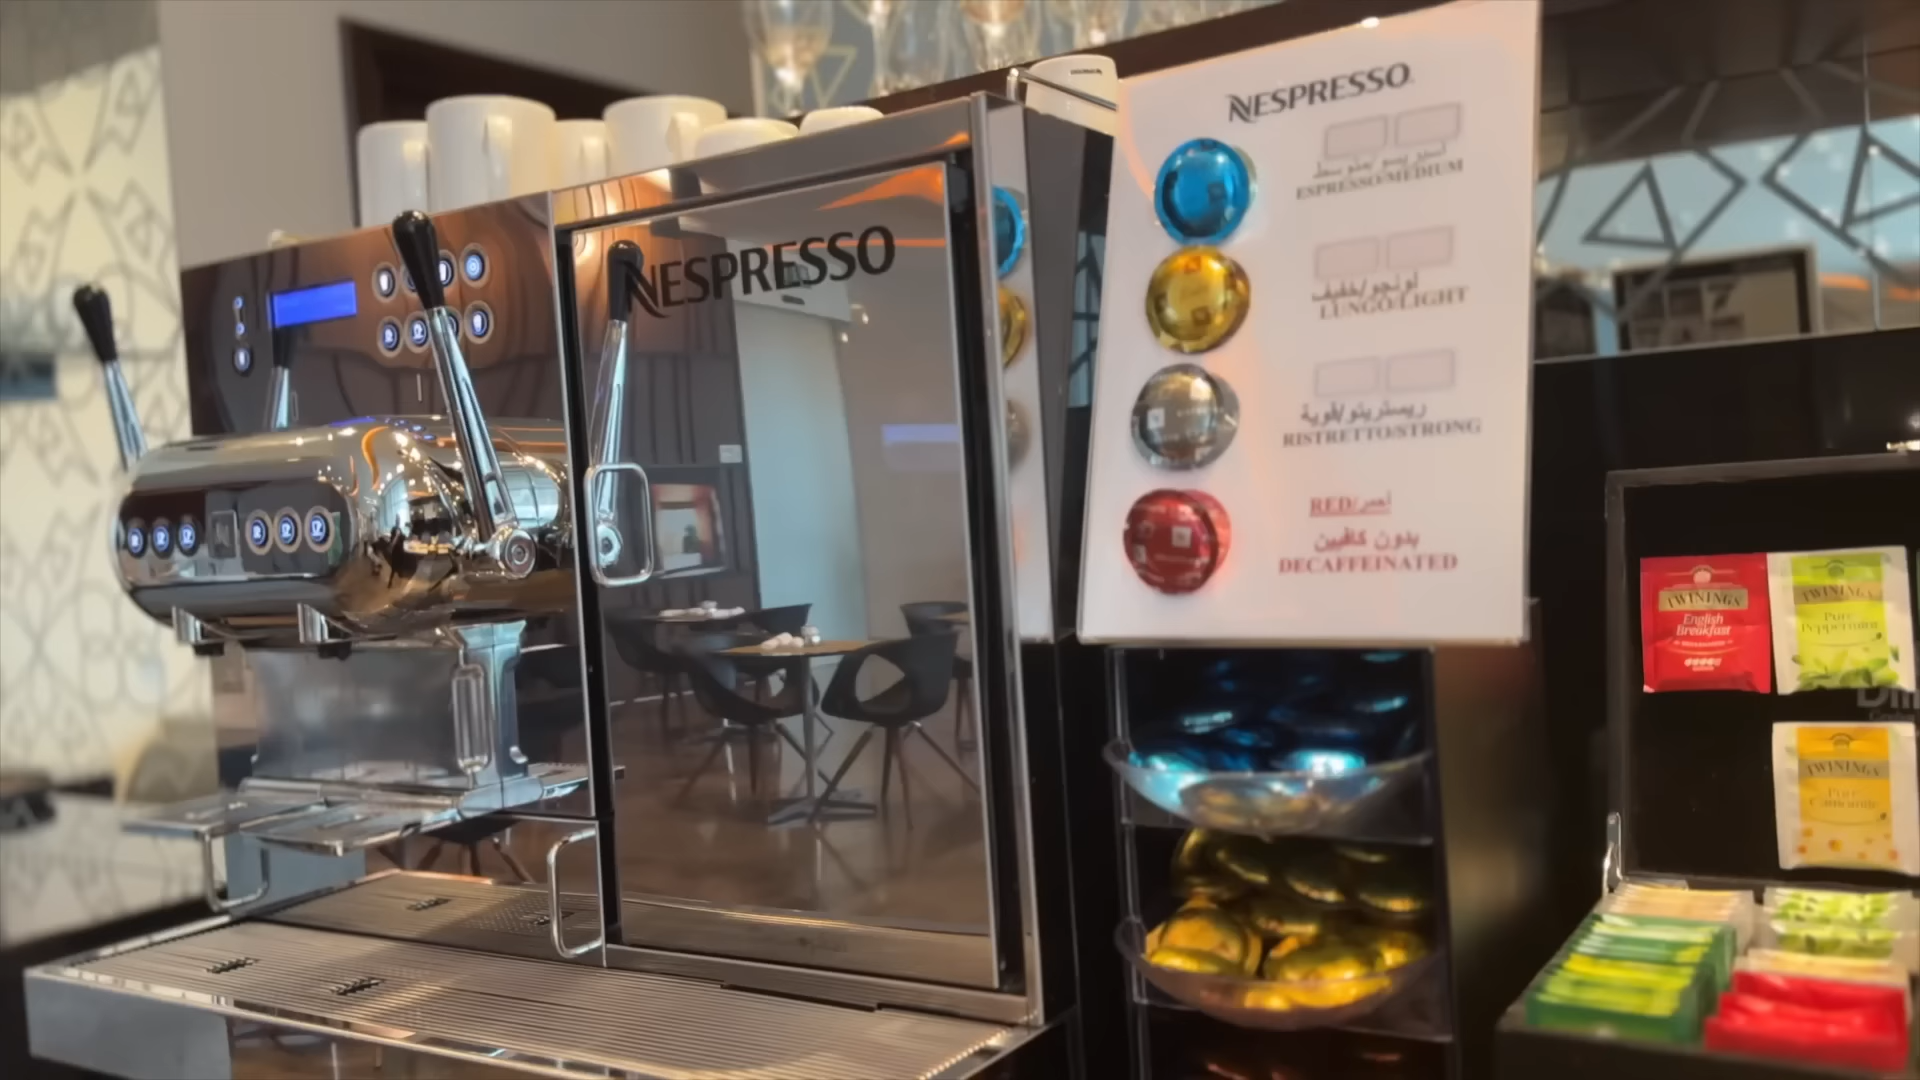 NESPRESSO
NESPRESSO
اسبريسو/متوسط
ESPRESSO/MEDIUM
لونجو/خفيف
LUNGO/LIGHT
ريستريتو/قوية
RISTRETTO/STRONG
RED/أحمر
بدون كافيين
DECAFFEINATED
TWININGS
English
Breakfast
TWININGS
Pure
Peppermint
TWININGS
Pure
Camomile